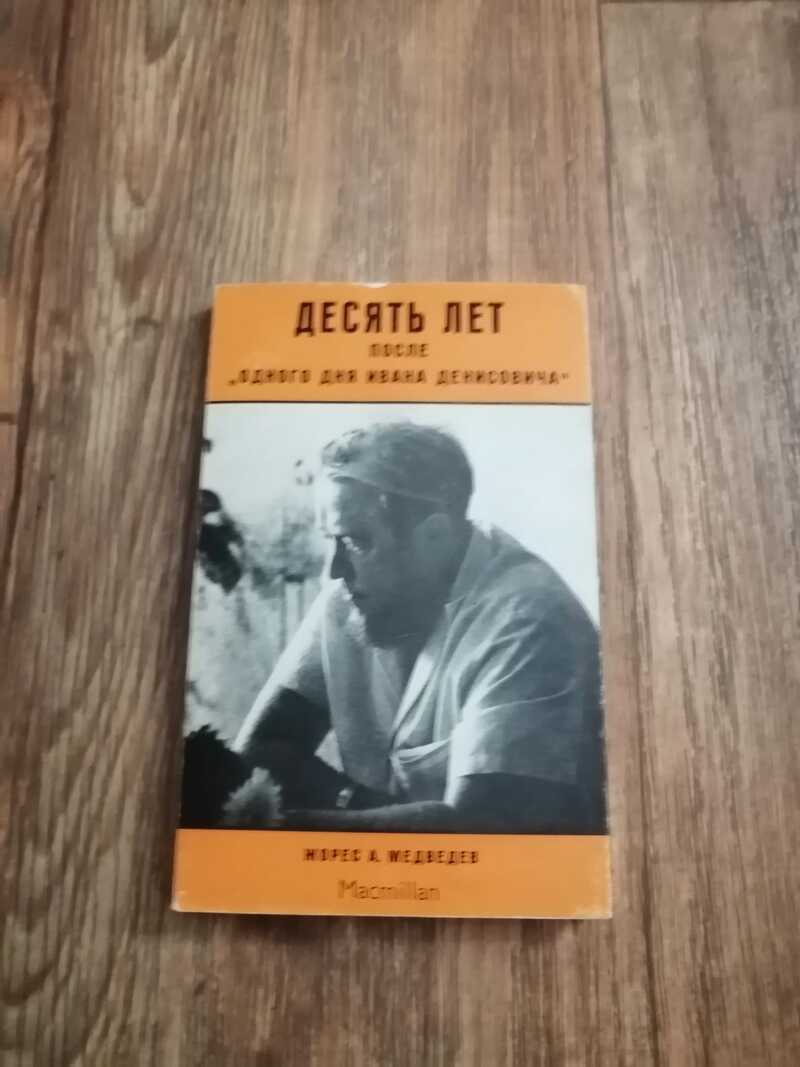 ДЕСЯТЬ ЛЕТ
ПОСЛЕ
„ОДНОГО ДНЯ ИВАНА ДЕНИСОВИЧА“
ЖОРЕС А. МЕДВЕДЕВ
Macmillan